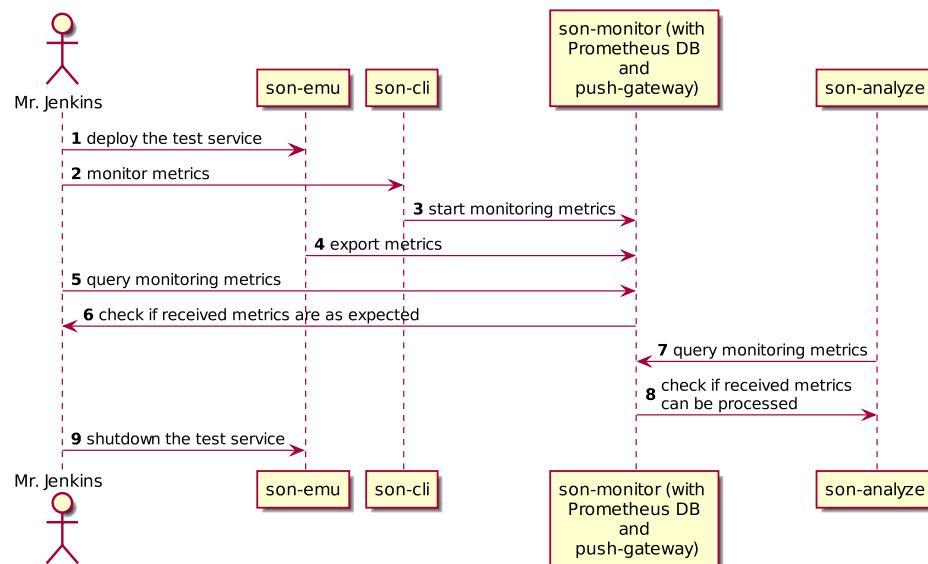 son-monitor (with
Prometheus DB
and
push-gateway)
son-emu
son-cli
son-analyze
Mr. Jenkins
1 deploy the test service
2 monitor metrics
3 start monitoring metrics
4 export metrics
5 query monitoring metrics
6 check if received metrics are as expected
7 query monitoring metrics
8 check if received metrics
can be processed
9 shutdown the test service
Mr. Jenkins
son-emu
son-cli
son-monitor (with
Prometheus DB
and
push-gateway)
son-analyze